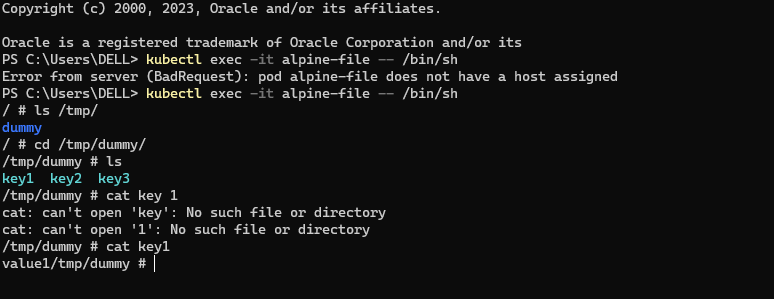 Copyright (c) 2000, 2023, Oracle and/or its affiliates.
Oracle is a registered trademark of Oracle Corporation and/or its
PS C:\Users\DELL> kubectl exec -it alpine-file -- /bin/sh
Error from server (BadRequest): pod alpine-file does not have a host assigned
PS C:\Users\DELL> kubectl exec -it alpine-file -- /bin/sh
/ # ls /tmp/
dummy
/ # cd /tmp/dummy/
/tmp/dummy # ls
key1  key2  key3
/tmp/dummy # cat key 1
cat: can't open 'key': No such file or directory
cat: can't open '1': No such file or directory
/tmp/dummy # cat key1
value1/tmp/dummy #